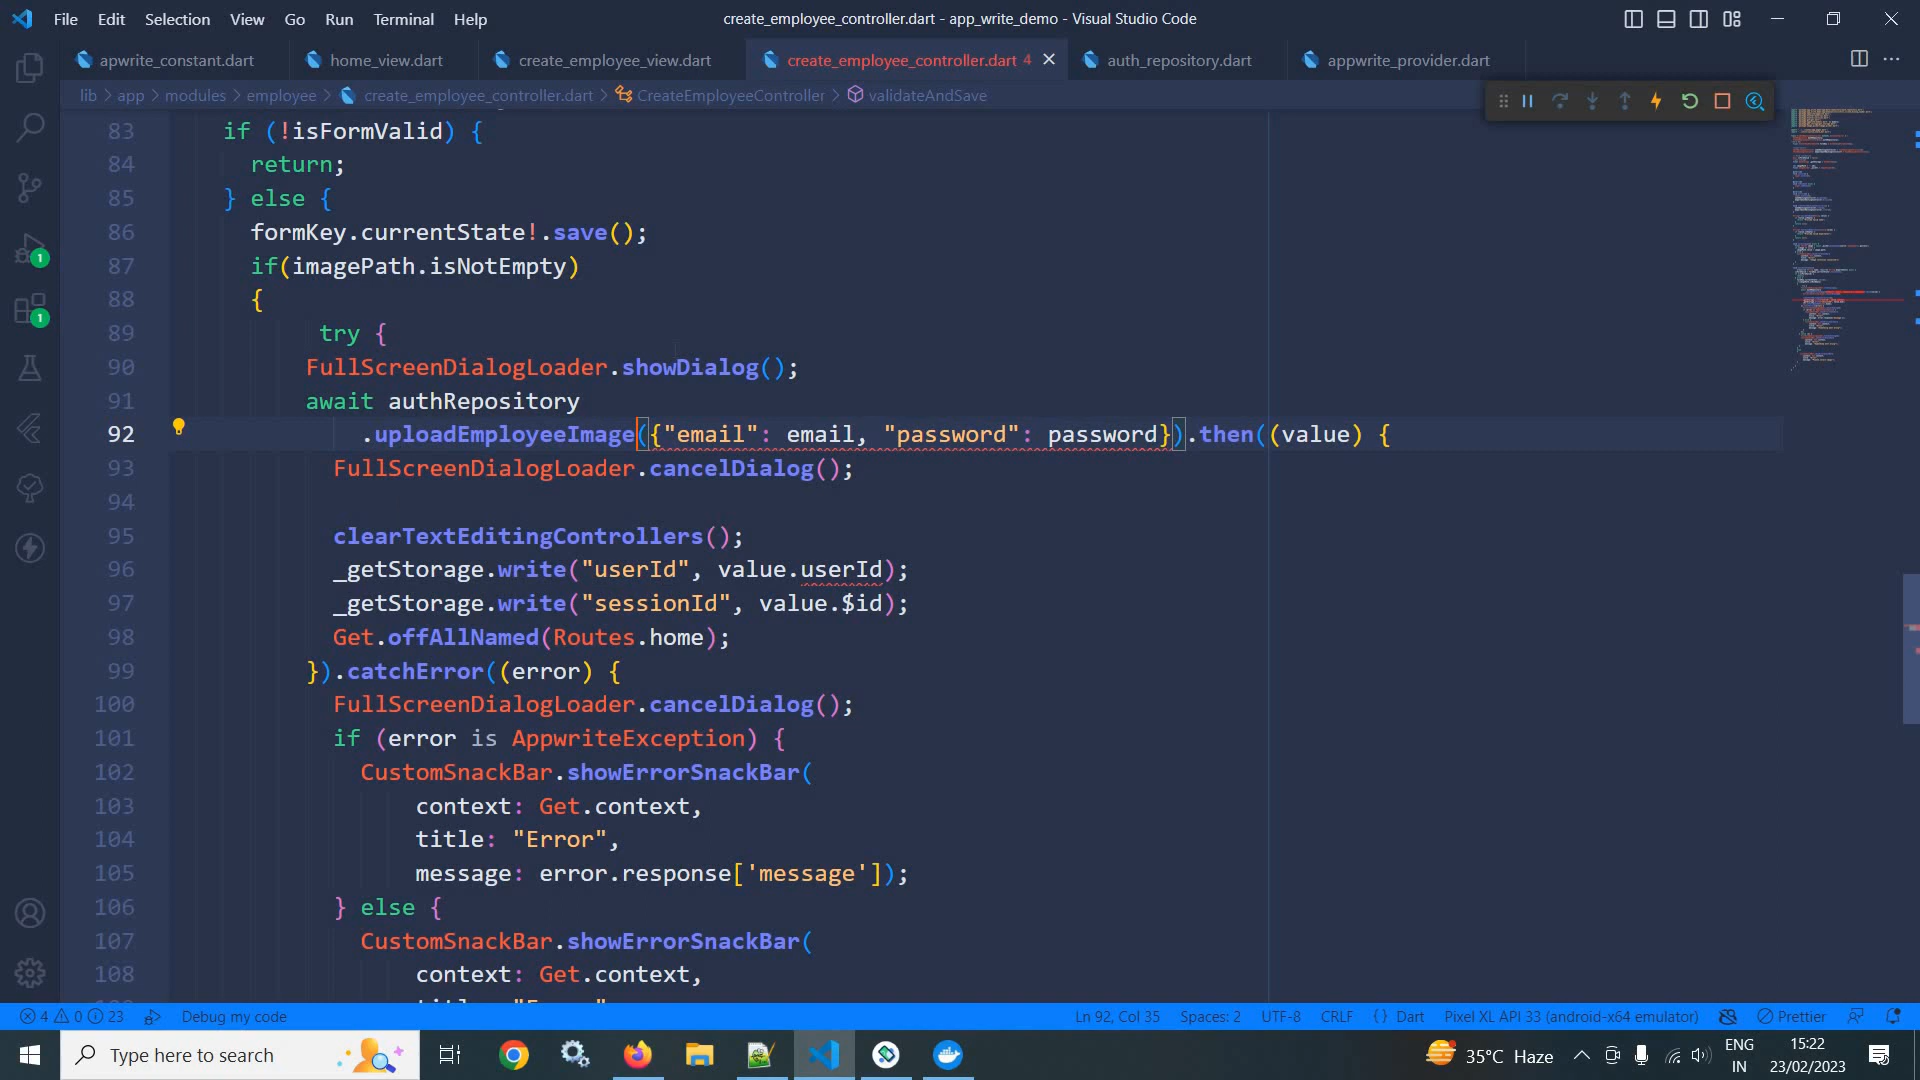 File Edit Selection View Go Run Terminal Help
create_employee_controller.dart - app_write_demo - Visual Studio Code
apwrite_constant.dart
home_view.dart
create_employee_view.dart
create_employee_controller.dart 4
auth_repository.dart
appwrite_provider.dart
lib > app > modules > employee > create_employee_controller.dart > CreateEmployeeController > validateAndSave
83 if (!isFormValid) {
84 return;
85 } else {
86 formKey.currentState!.save();
87 if(imagePath.isNotEmpty)
88 {
89 try {
90 FullScreenDialogLoader.showDialog();
91 await authRepository
92 .uploadEmployeeImage({"email": email, "password": password}).then((value) {
93 FullScreenDialogLoader.cancelDialog();
94
95 clearTextEditingControllers();
96 _getStorage.write("userId", value.userId);
97 _getStorage.write("sessionId", value.$id);
98 Get.offAllNamed(Routes.home);
99 }).catchError((error) {
100 FullScreenDialogLoader.cancelDialog();
101 if (error is AppwriteException) {
102 CustomSnackBar.showErrorSnackBar(
103 context: Get.context,
104 title: "Error",
105 message: error.response['message']);
106 } else {
107 CustomSnackBar.showErrorSnackBar(
108 context: Get.context,
1
1
4 0 23 Debug my code
Ln 92, Col 35 Spaces: 2 UTF-8 CRLF {} Dart Pixel XL API 33 (android-x64 emulator) Prettier
Type here to search
35°C Haze
ENG
IN
15:22
23/02/2023